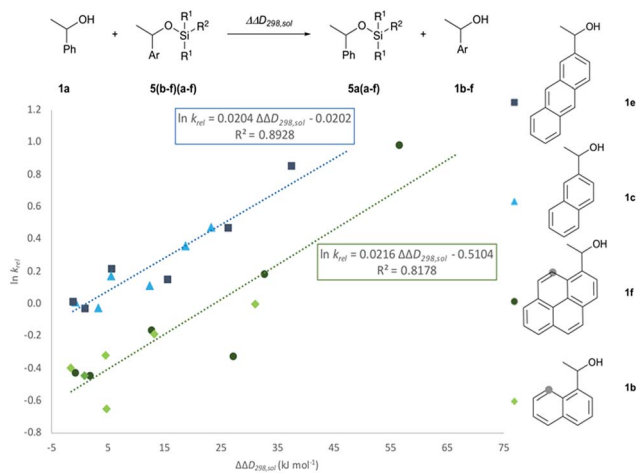 OH
Ph
+
O
Si
R¹
R²
R¹
Ar
ΔΔD298,sol
O
Si
R¹
R²
R¹
Ph
+
OH
Ar
1a
5(b-f)(a-f)
5a(a-f)
1b-f
OH
1e
OH
1c
OH
1f
OH
1b
ln krel = 0.0204 ΔΔD298,sol - 0.0202
R² = 0.8928
ln krel = 0.0216 ΔΔD298,sol - 0.5104
R² = 0.8178
ln krel
1.2
1.0
0.8
0.6
0.4
0.2
0.0
-0.2
-0.4
-0.6
-0.8
-5 5 15 25 35 45 55 65 75
ΔΔD298,sol (kJ mol-1)